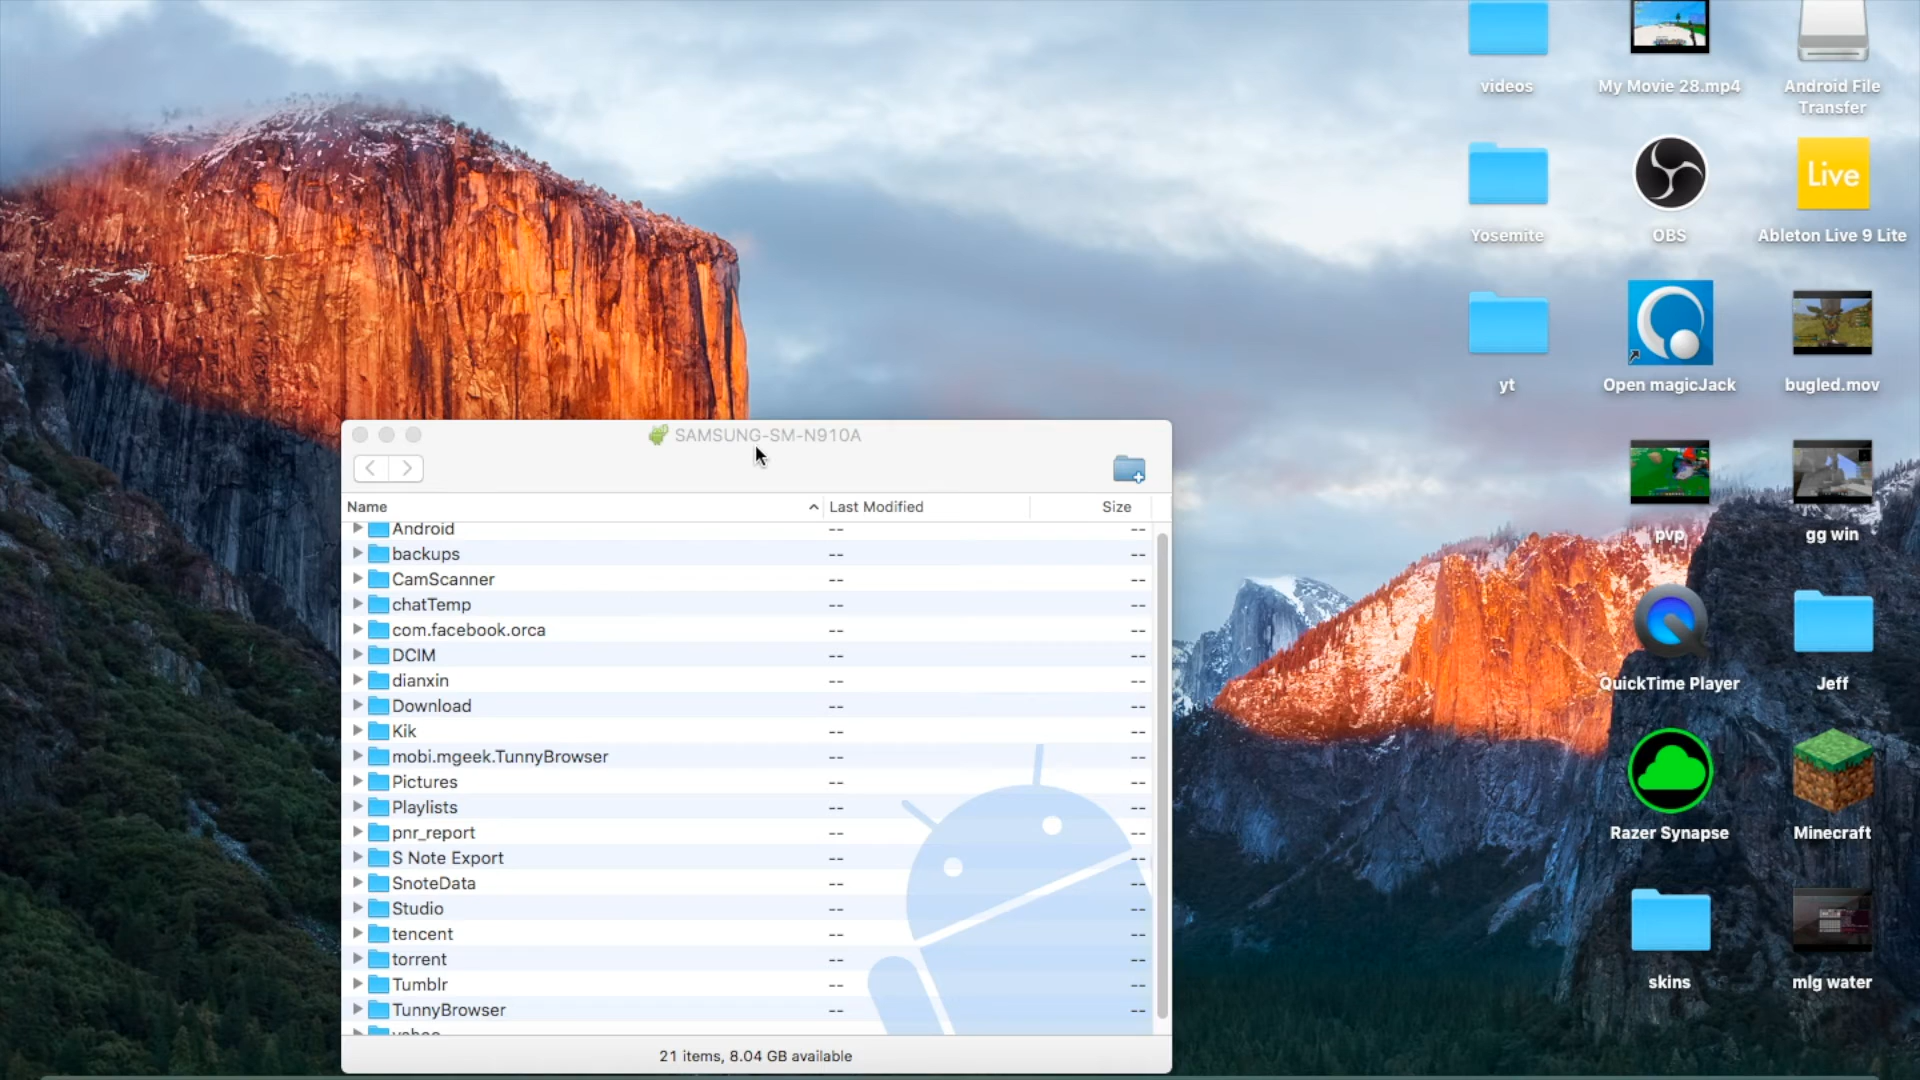 videos
My Movie 28.mp4
Android File
Transfer
Yosemite
OBS
Live
Ableton Live 9 Lite
yt
Open magicJack
bugled.mov
SAMSUNG-SM-N910A
pvp
gg win
Name
Last Modified
Size
Android -- --
backups -- --
CamScanner -- --
chatTemp -- --
com.facebook.orca -- --
DCIM -- --
dianxin -- --
Download -- --
Kik -- --
mobi.mgeek.TunnyBrowser -- --
Pictures -- --
Playlists -- --
pnr_report -- --
S Note Export -- --
SnoteData -- --
Studio -- --
tencent -- --
torrent -- --
Tumblr -- --
TunnyBrowser -- --
QuickTime Player
Jeff
Razer Synapse
Minecraft
skins
mlg water
21 items, 8.04 GB available